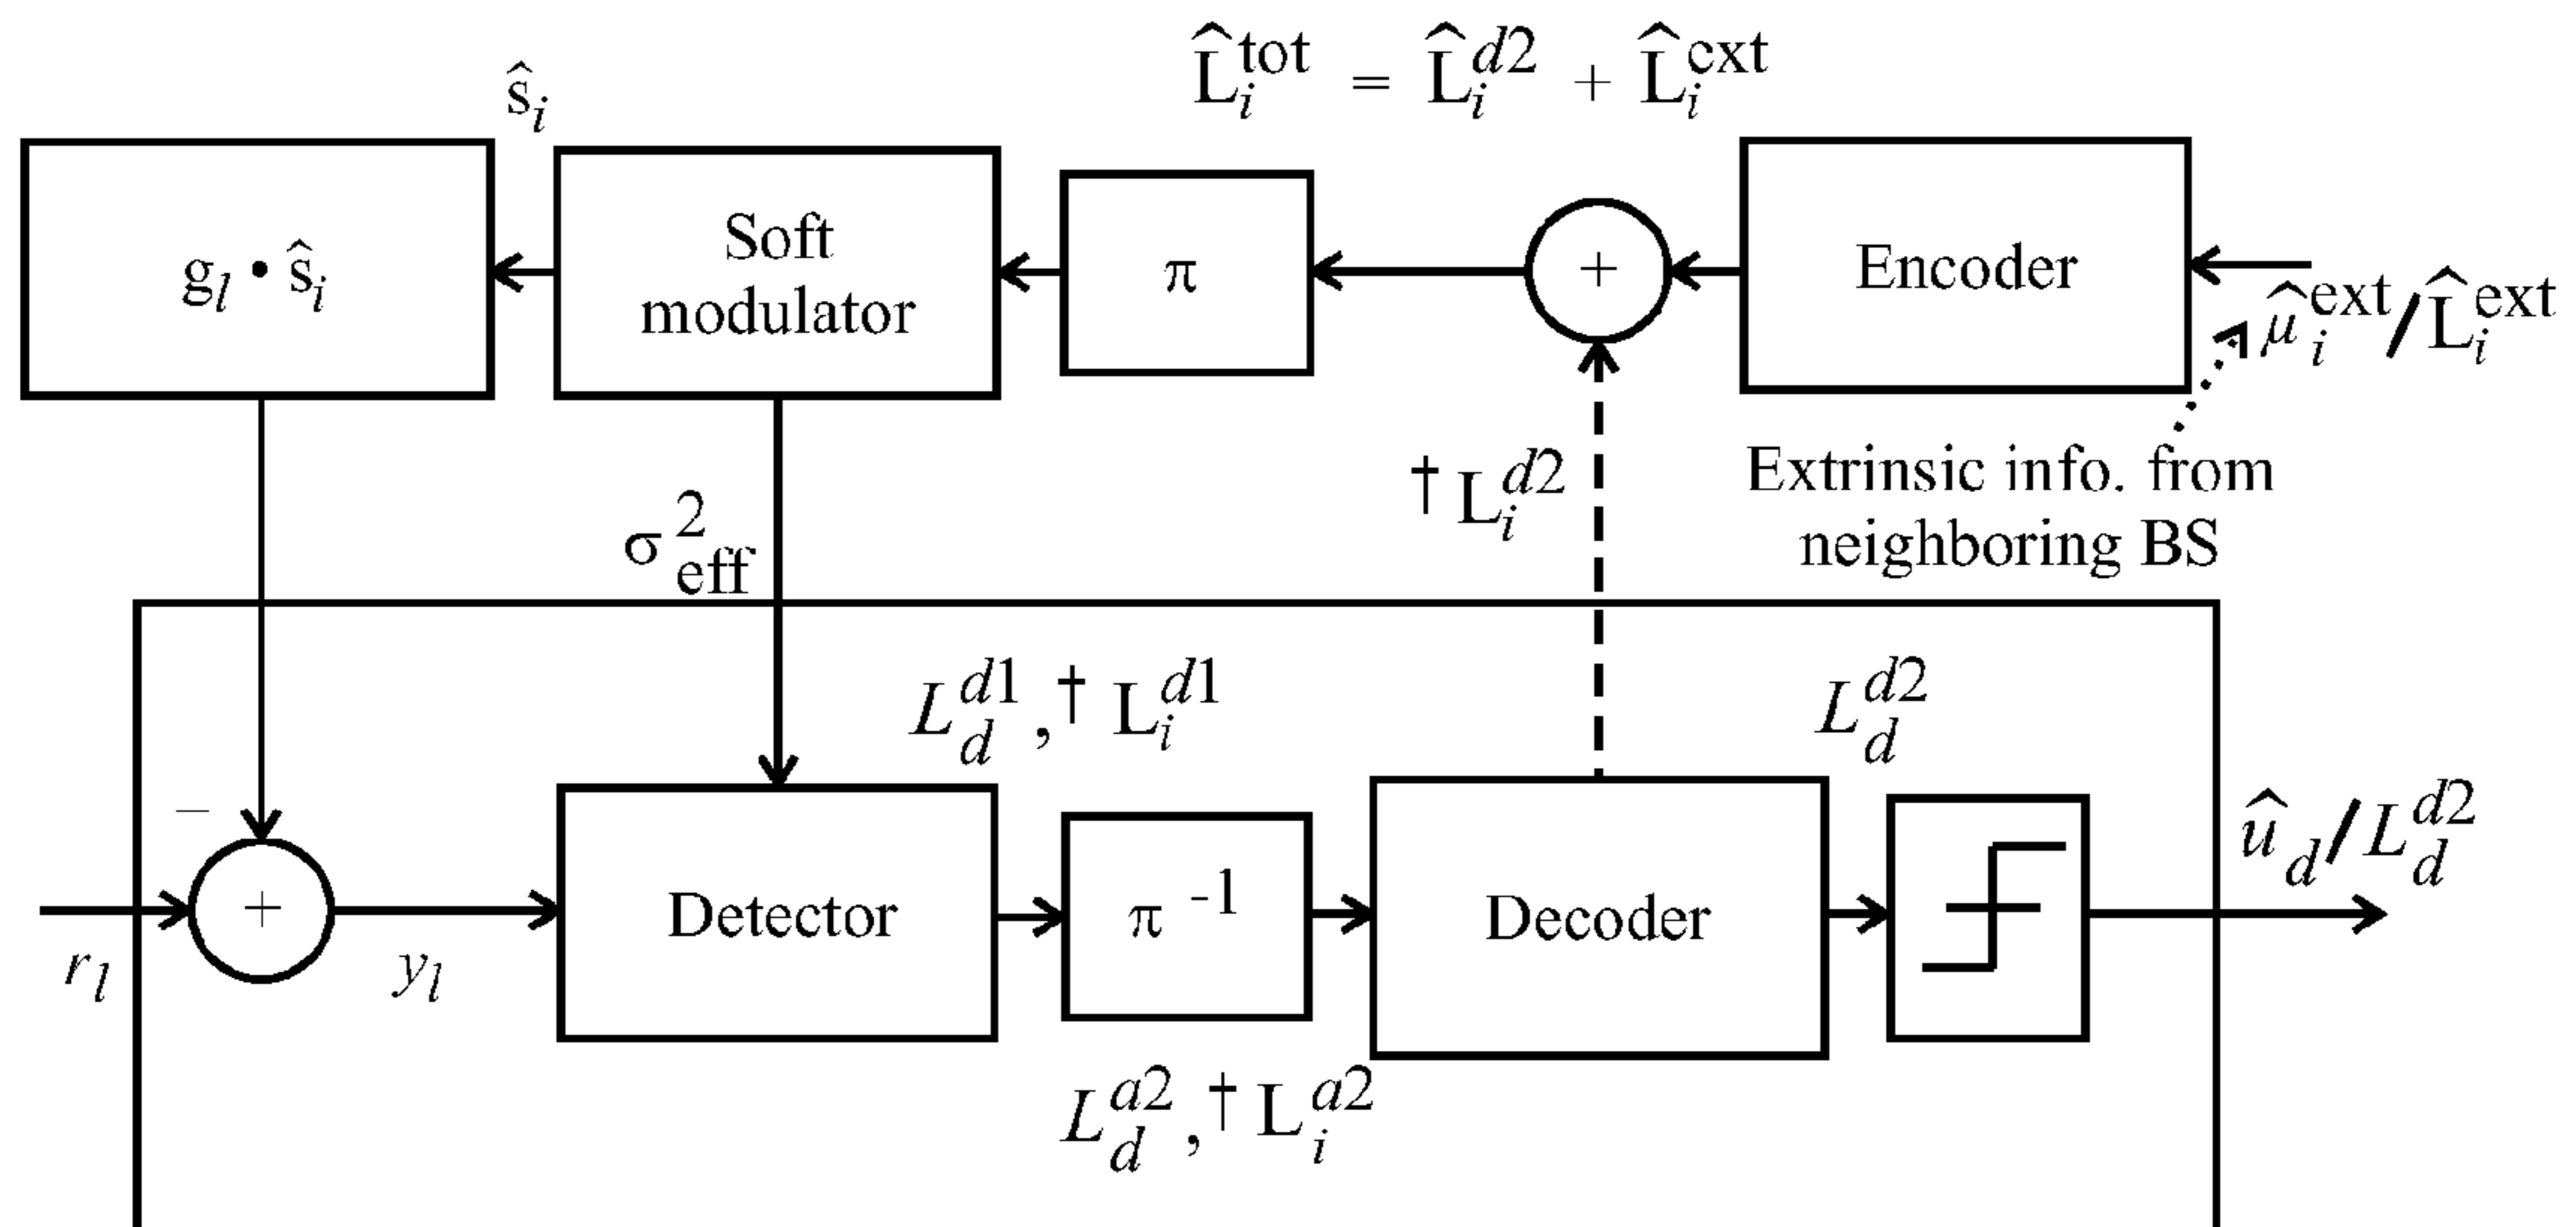 L̂_i^tot = L̂_i^d2 + L̂_i^ext
ŝ_i
g_l • ŝ_i
Soft
modulator
π
+
Encoder
μ̂_i^ext/L̂_i^ext
† L_i^d2
Extrinsic info. from
neighboring BS
σ_eff^2
L_d^d1,† L_i^d1
L_d^d2
−
+
r_l
y_l
Detector
π^-1
Decoder
û_d/L_d^d2
L_d^a2,† L_i^a2